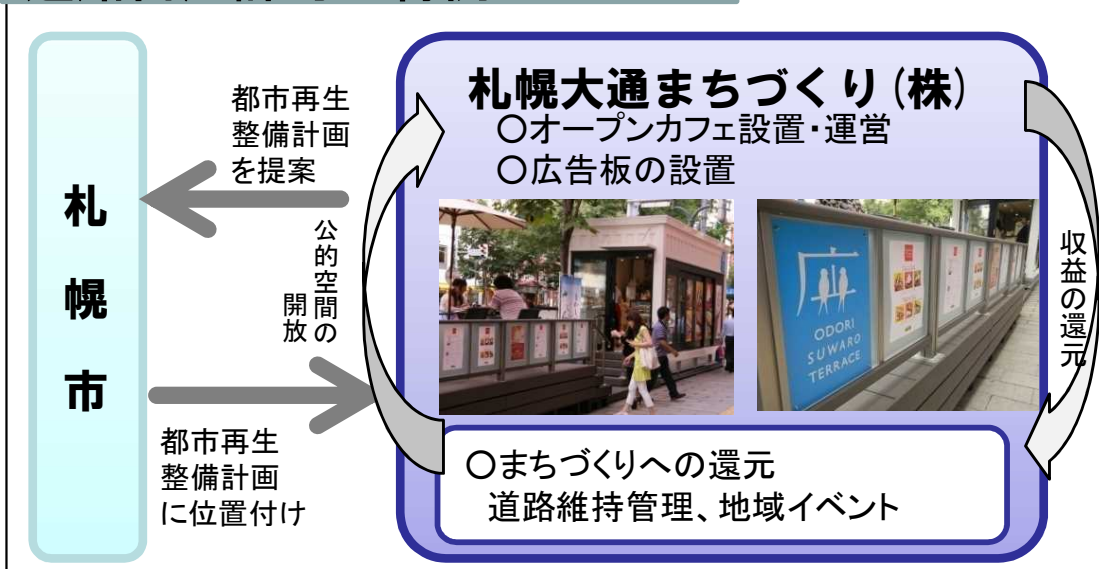 札幌市
都市再生
整備計画
を提案
公的空間の
開放
都市再生
整備計画
に位置付け
札幌大通まちづくり(株)
〇オープンカフェ設置・運営
〇広告板の設置
ODORI
SUWARO
TERRACE
収益の還元
〇まちづくりへの還元
道路維持管理、地域イベント